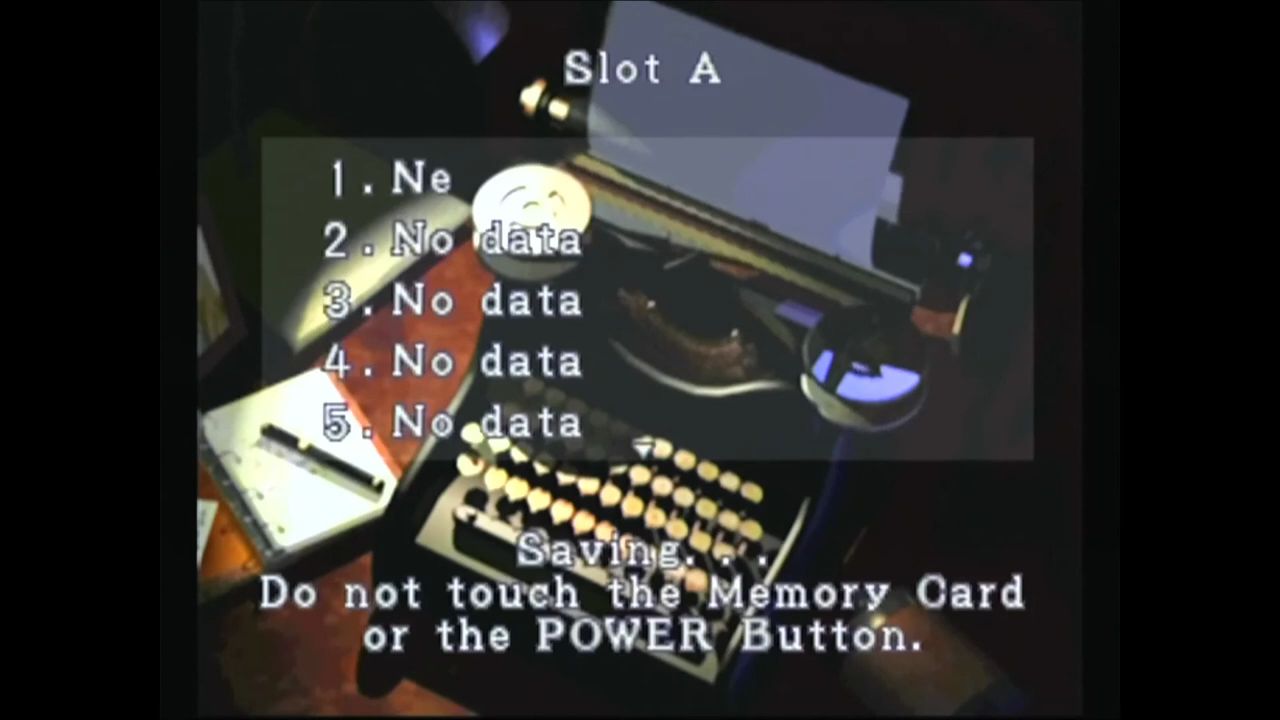 Slot A
1. Ne
2. No data
3. No data
4. No data
5. No data
Saving. . .
Do not touch the Memory Card
or the POWER Button.